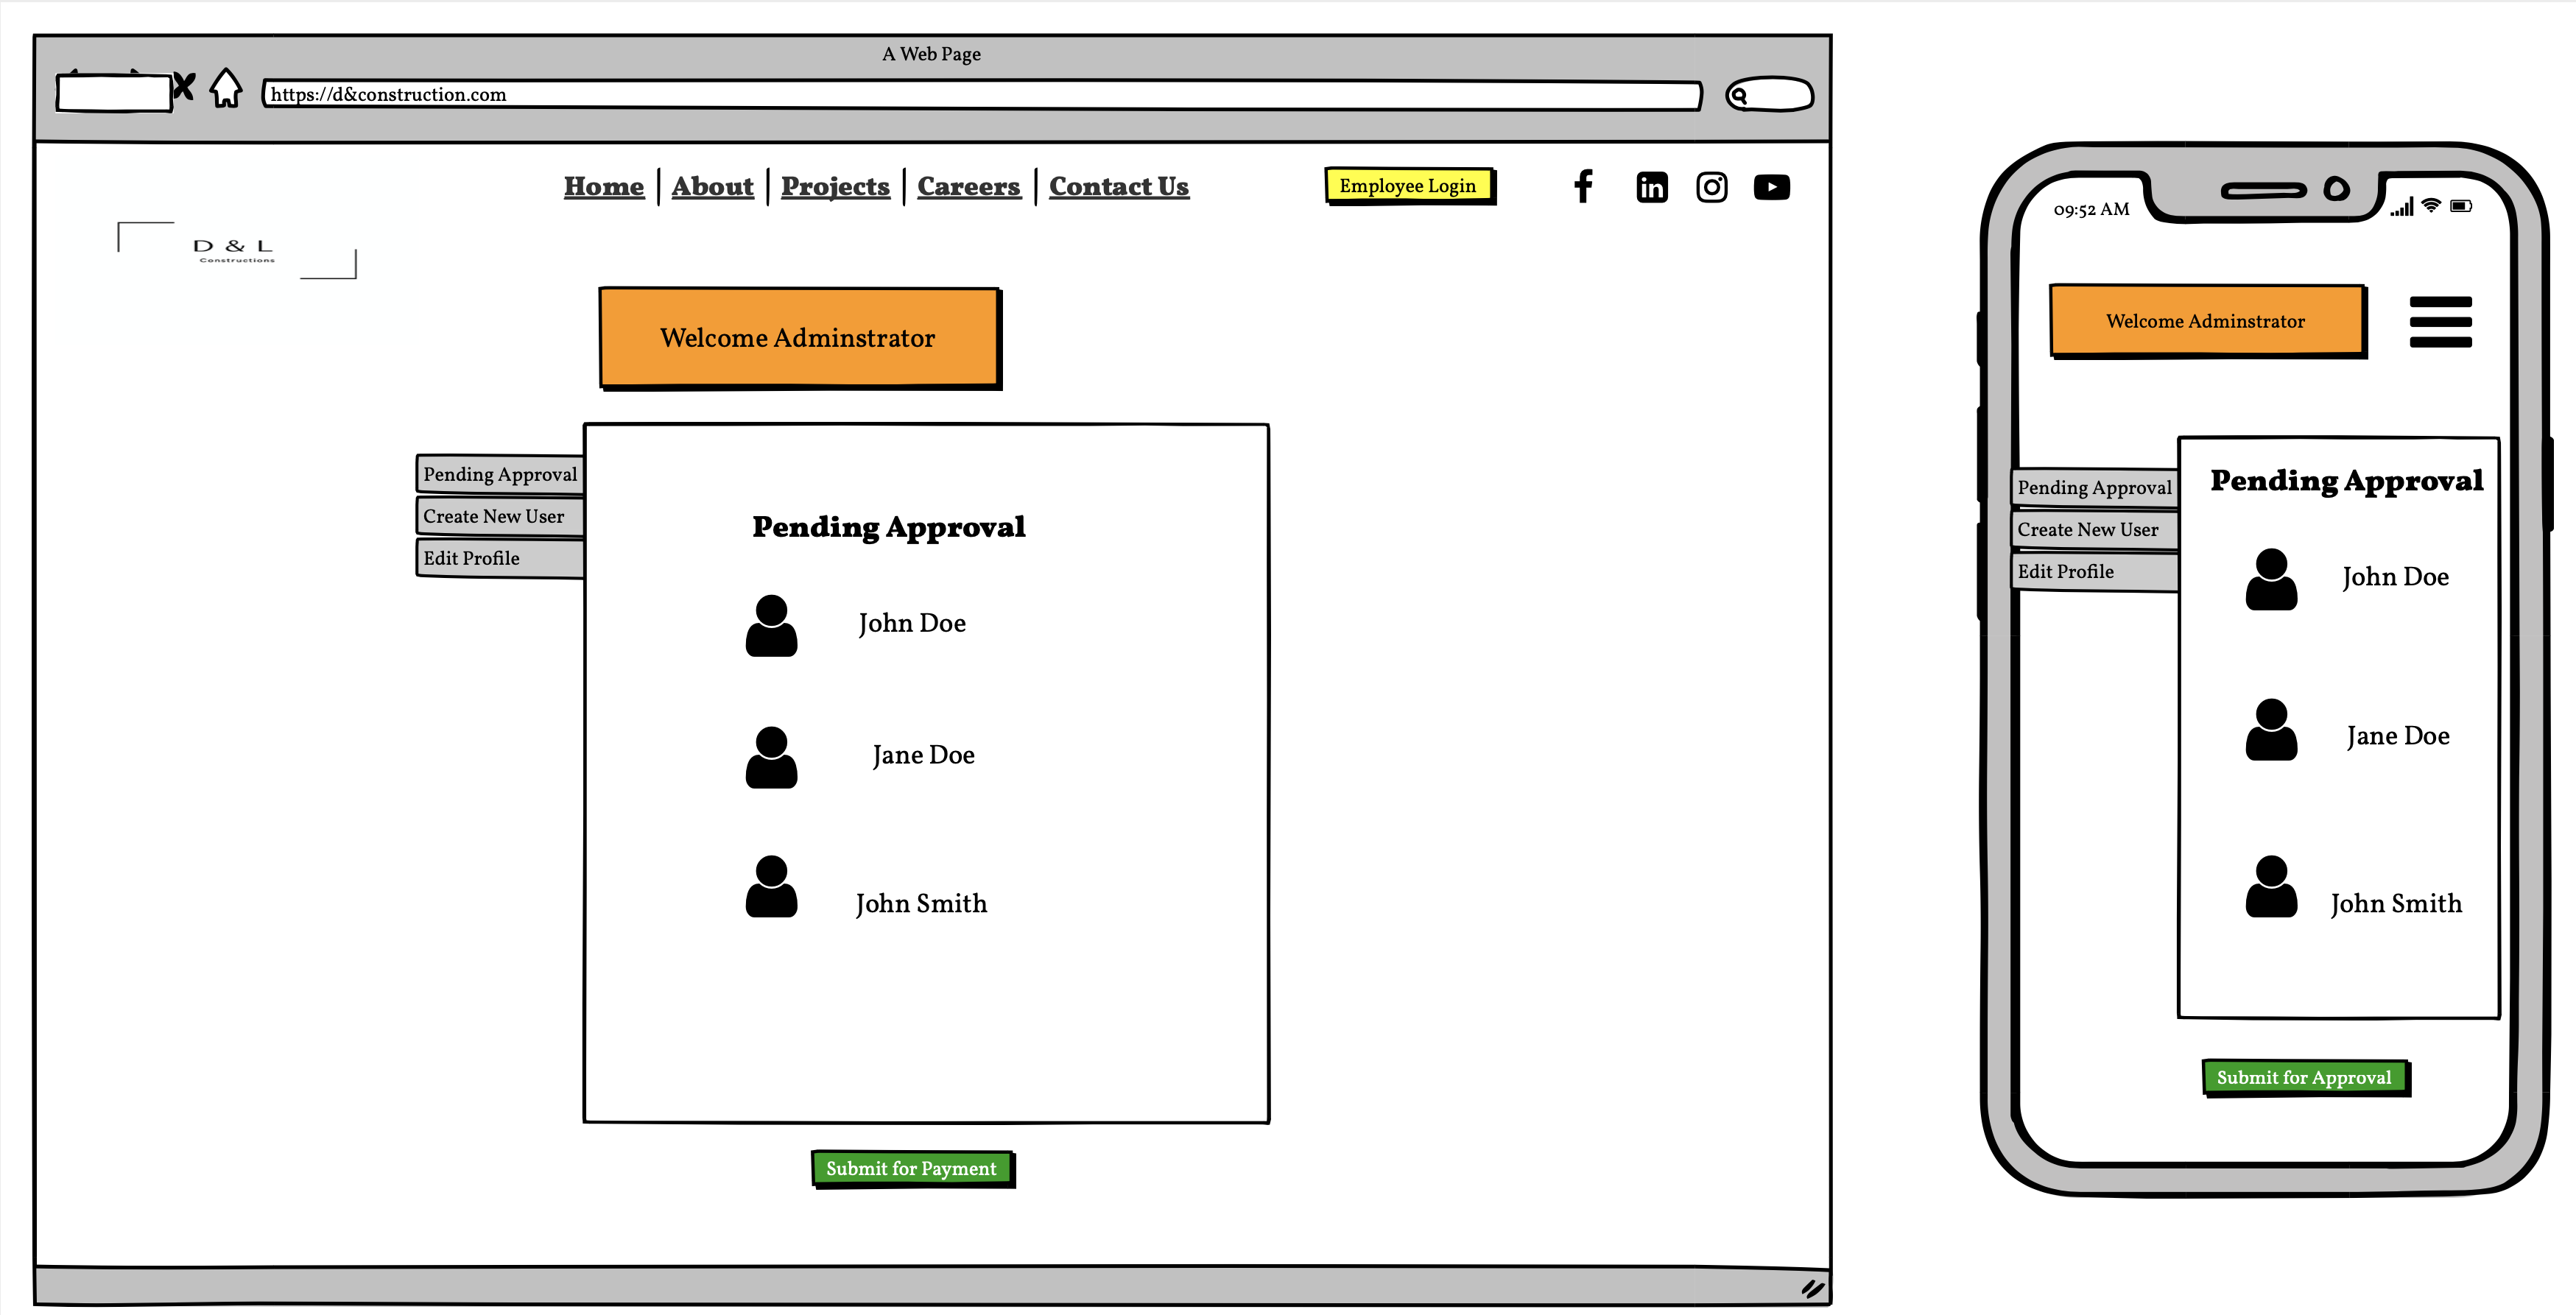 A Web Page
https://d&construction.com
Home | About | Projects | Careers | Contact Us
Employee Login
D & L
Constructions
Welcome Adminstrator
Pending Approval
Create New User
Edit Profile
Pending Approval
John Doe
Jane Doe
John Smith
Submit for Payment
09:52 AM
Welcome Adminstrator
Pending Approval
Create New User
Edit Profile
Pending Approval
John Doe
Jane Doe
John Smith
Submit for Approval